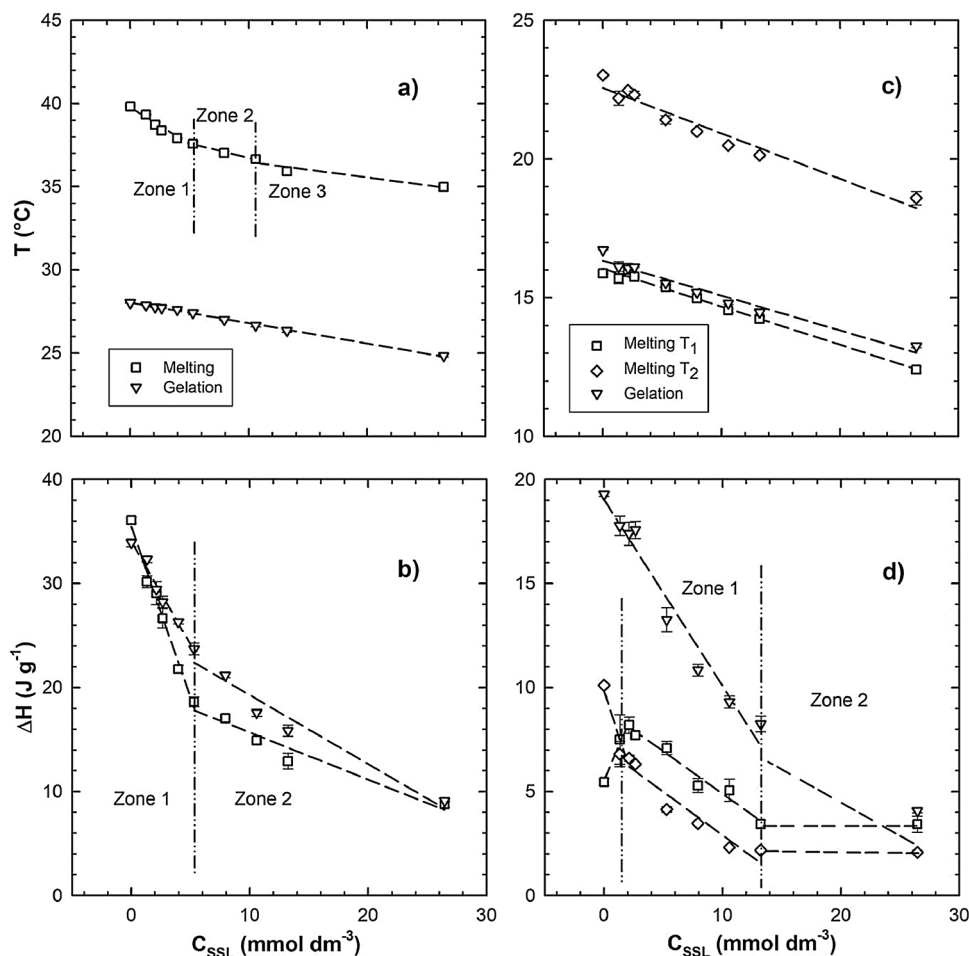 45
40
35
30
25
20
T (°C)
a)
Zone 2
Zone 1
Zone 3
Melting
Gelation
25
20
15
10
c)
Melting T1
Melting T2
Gelation
40
30
20
10
0
ΔH (J g-1)
b)
Zone 1
Zone 2
0
10
20
30
CSSL (mmol dm-3)
20
15
10
5
0
d)
Zone 1
Zone 2
0
10
20
30
CSSL (mmol dm-3)